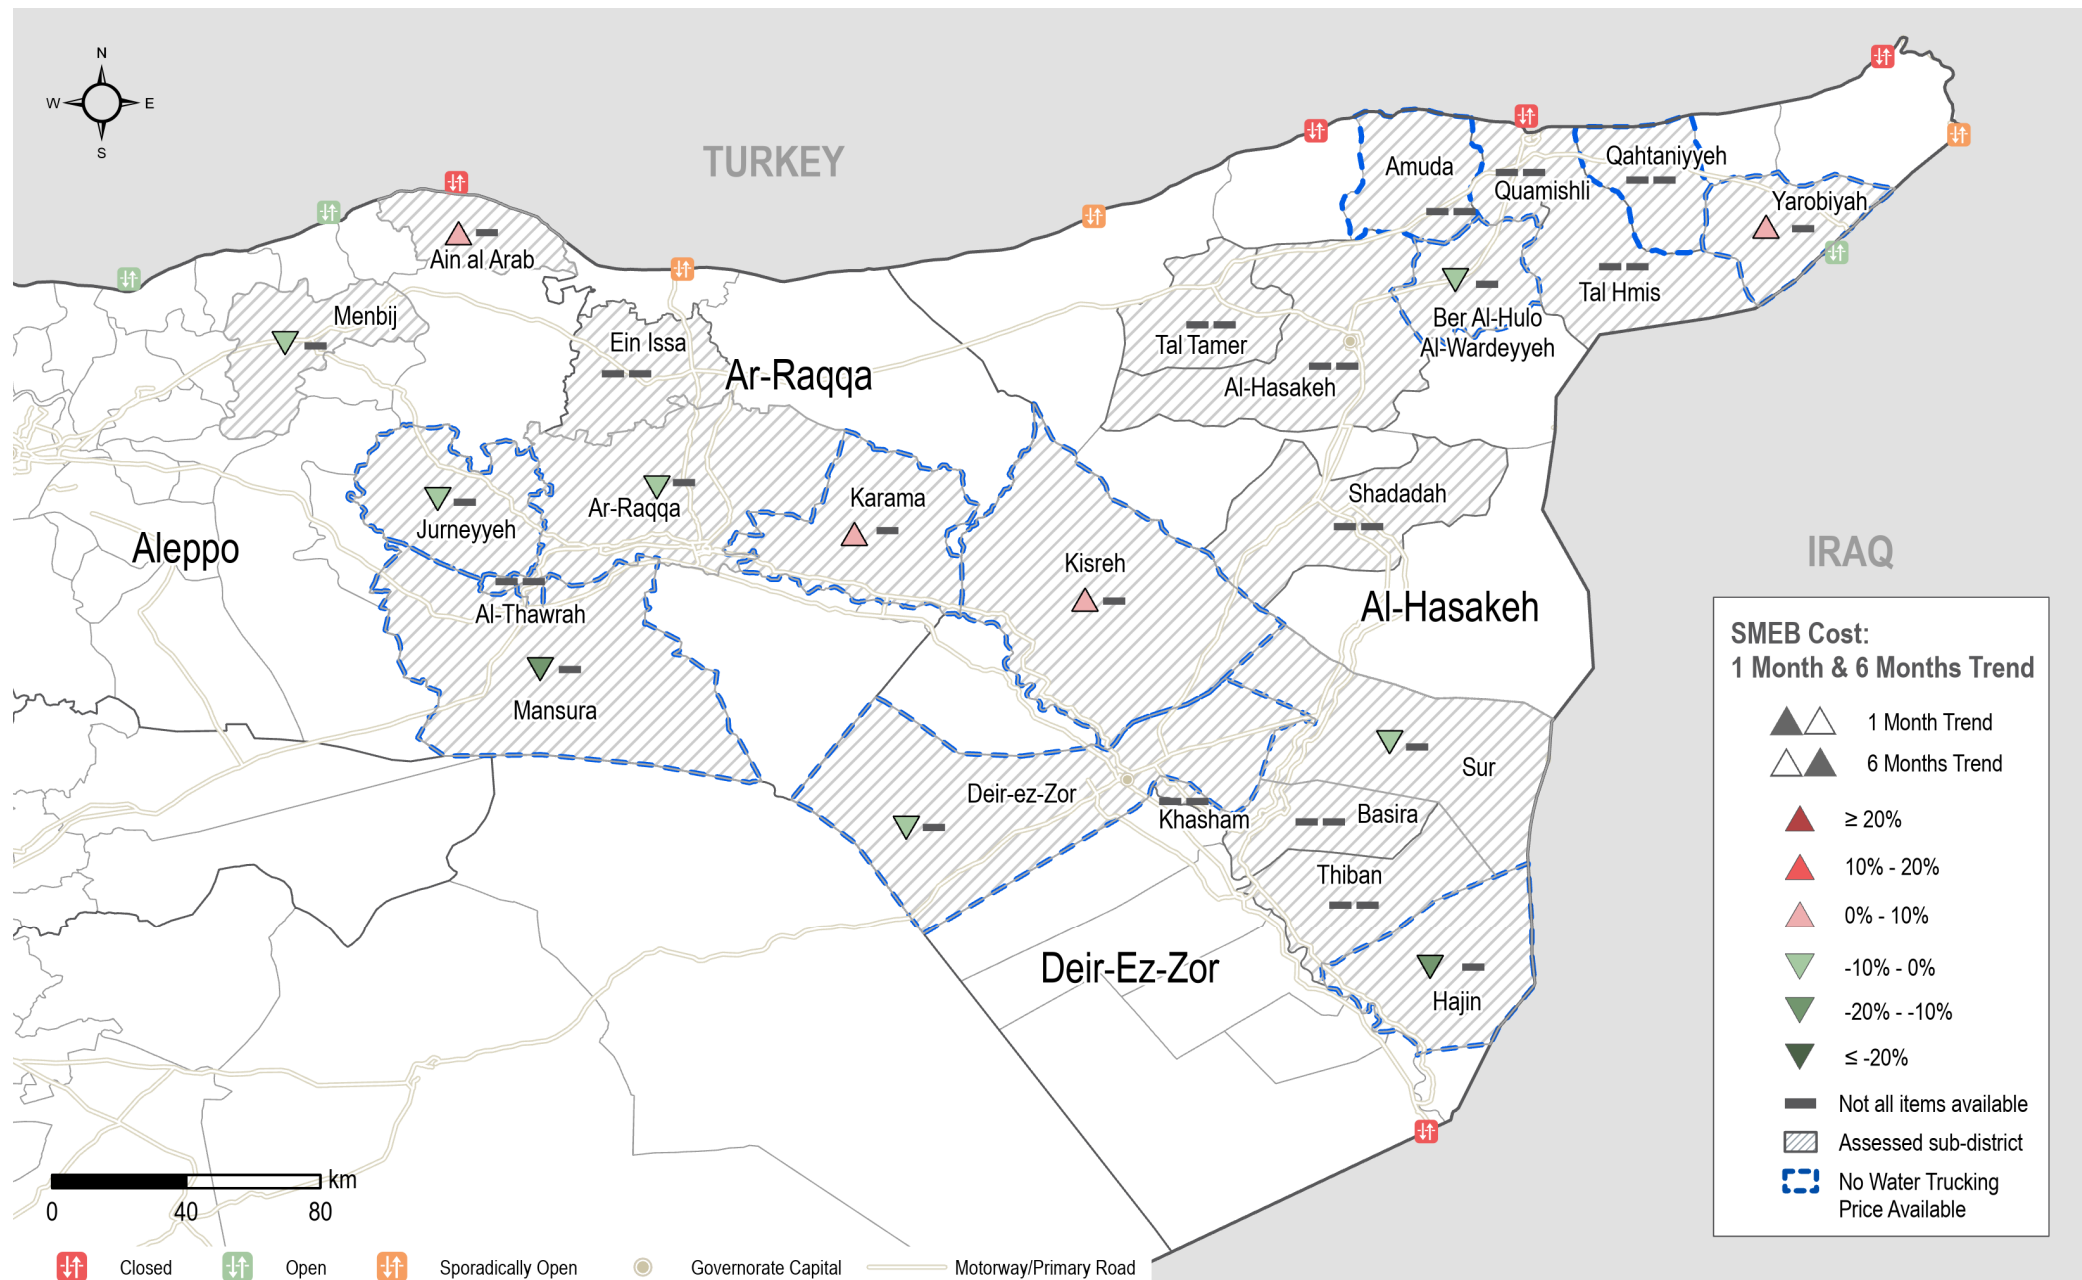 N
W
E
S
TURKEY
Amuda
Qahtaniyyeh
Quamishli
Yarobiyah
Ain al Arab
Tal Hmis
Menbij
Ein Issa
Ber Al-Hulo
Al-Wardeyyeh
Tal Tamer
Ar-Raqqa
Al-Hasakeh
Shadadah
Karama
Ar-Raqqa
Jurneyyeh
Aleppo
IRAQ
Kisreh
Al-Hasakeh
Al-Thawrah
Mansura
Sur
Deir-ez-Zor
Khasham
Basira
Thiban
Deir-Ez-Zor
Hajin
SMEB Cost:
1 Month & 6 Months Trend
1 Month Trend
6 Months Trend
≥ 20%
10% - 20%
0% - 10%
-10% - 0%
-20% - -10%
≤ -20%
Not all items available
Assessed sub-district
No Water Trucking
Price Available
km
0 40 80
Closed Open Sporadically Open Governorate Capital Motorway/Primary Road